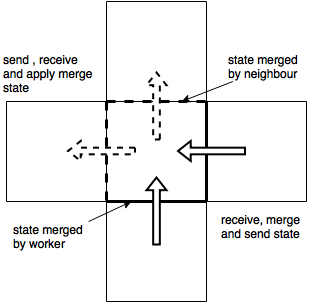 send , receive
and apply merge
state
state merged
by neighbour
state merged
by worker
receive, merge
and send state